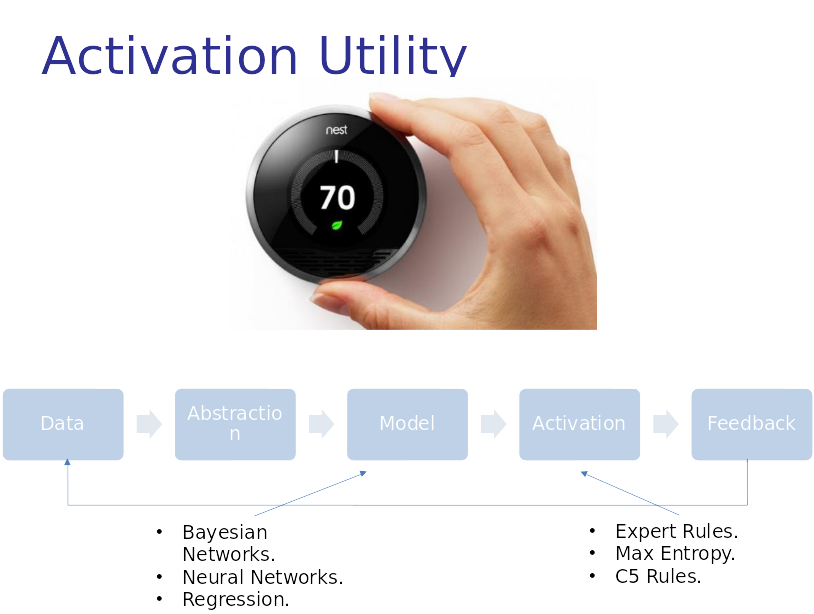 Activation Utility
nest
70
Data
Abstractio
n
Model
Activation
Feedback
• Bayesian
Networks.
• Neural Networks.
• Regression.
• Expert Rules.
• Max Entropy.
• C5 Rules.